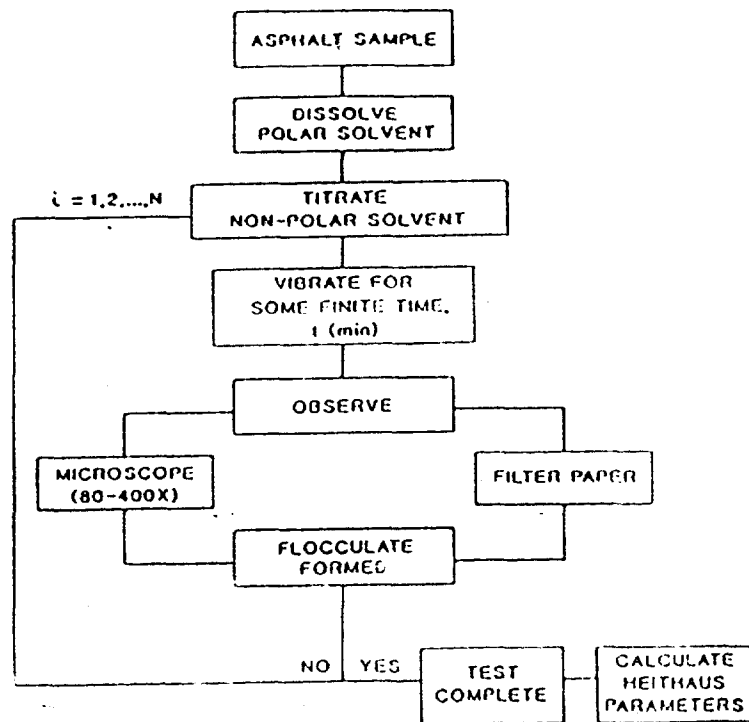 ASPHALT SAMPLE
DISSOLVE
POLAR SOLVENT
i = 1,2,...,N
TITRATE
NON-POLAR SOLVENT
VIBRATE FOR
SOME FINITE TIME,
t (min)
OBSERVE
MICROSCOPE
(80-400X)
FILTER PAPER
FLOCCULATE
FORMED
NO YES
TEST
COMPLETE
CALCULATE
HEITHAUS
PARAMETERS